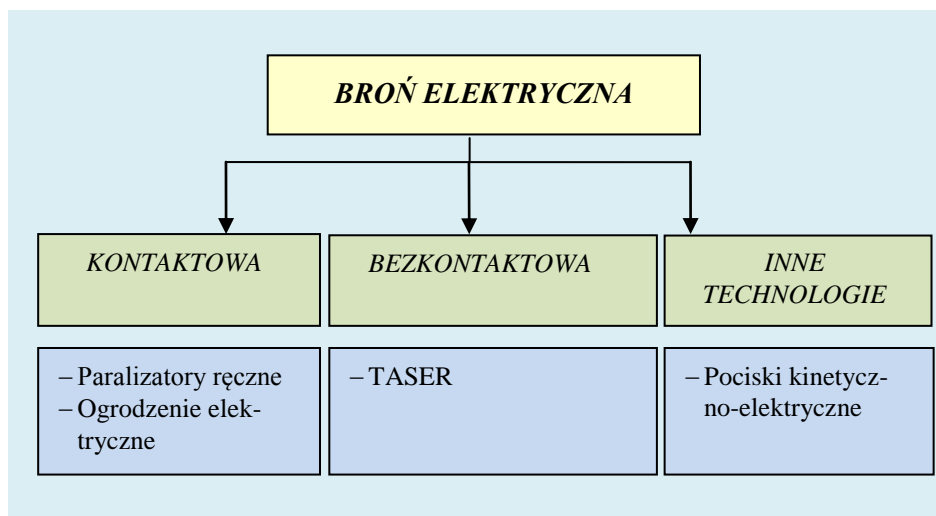 BROŃ ELEKTRYCZNA
KONTAKTOWA
BEZKONTAKTOWA
INNE
TECHNOLOGIE
– Paralizatory ręczne
– Ogrodzenie elek-
tryczne
– TASER
– Pociski kinetycz-
no-elektryczne